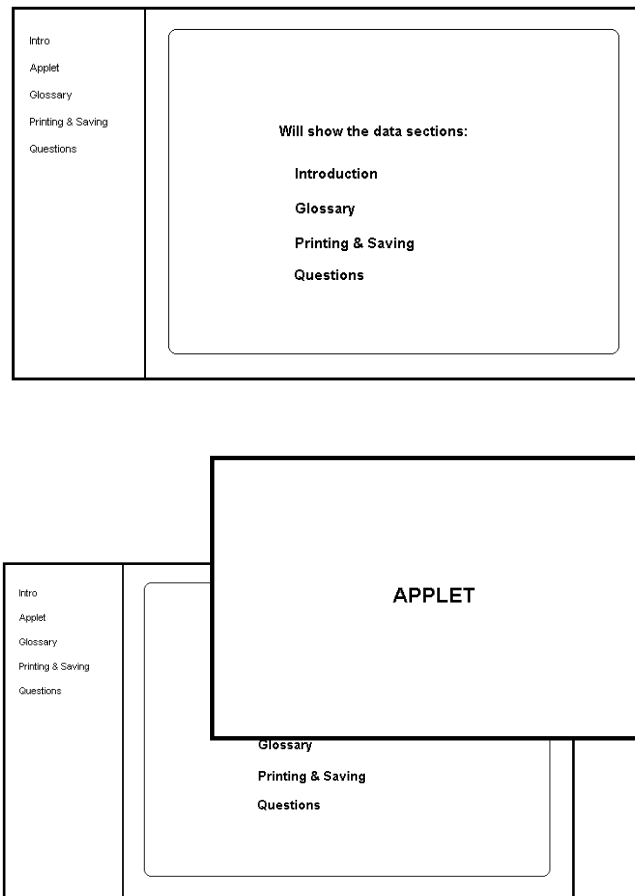 Intro
Applet
Glossary
Printing & Saving
Questions
Will show the data sections:
Introduction
Glossary
Printing & Saving
Questions
APPLET
Intro
Applet
Glossary
Printing & Saving
Questions
Glossary
Printing & Saving
Questions